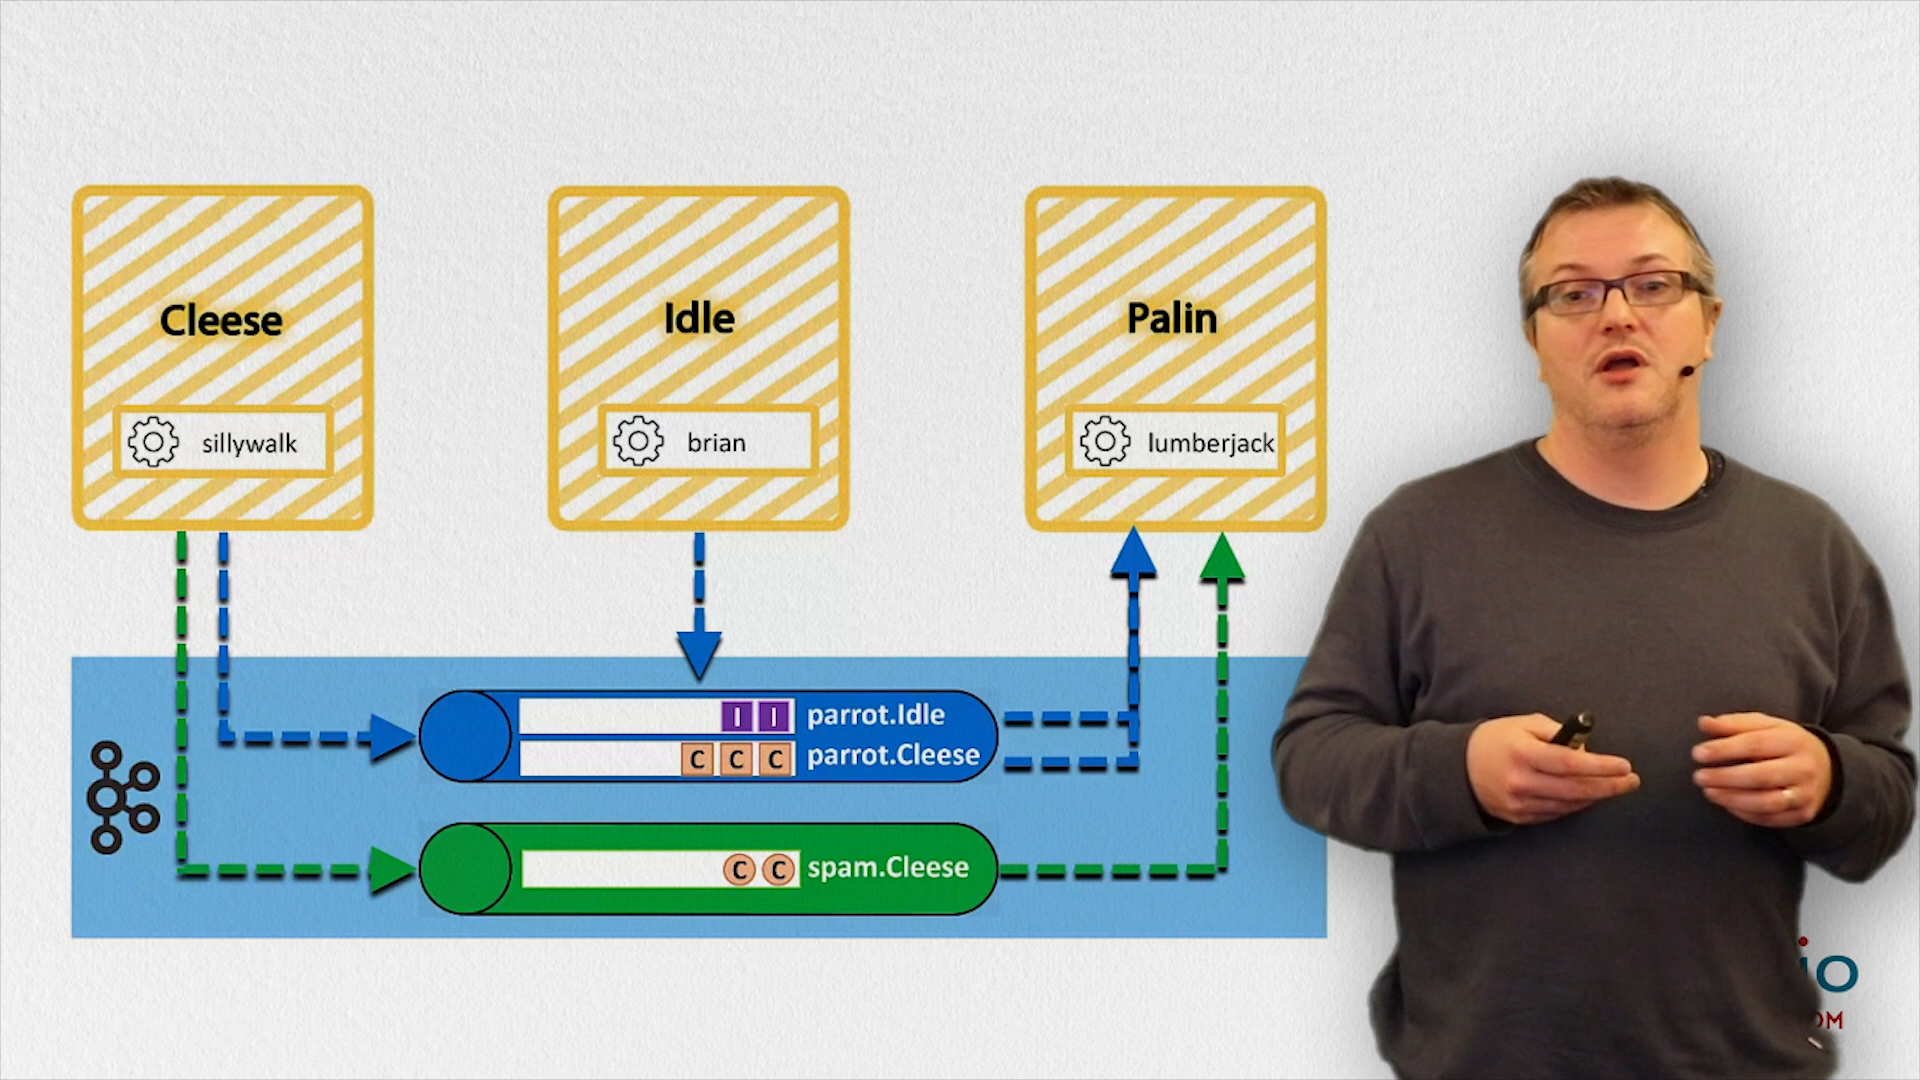 Cleese
sillywalk
Idle
brian
Palin
lumberjack
I I parrot.Idle
C C C parrot.Cleese
C C spam.Cleese